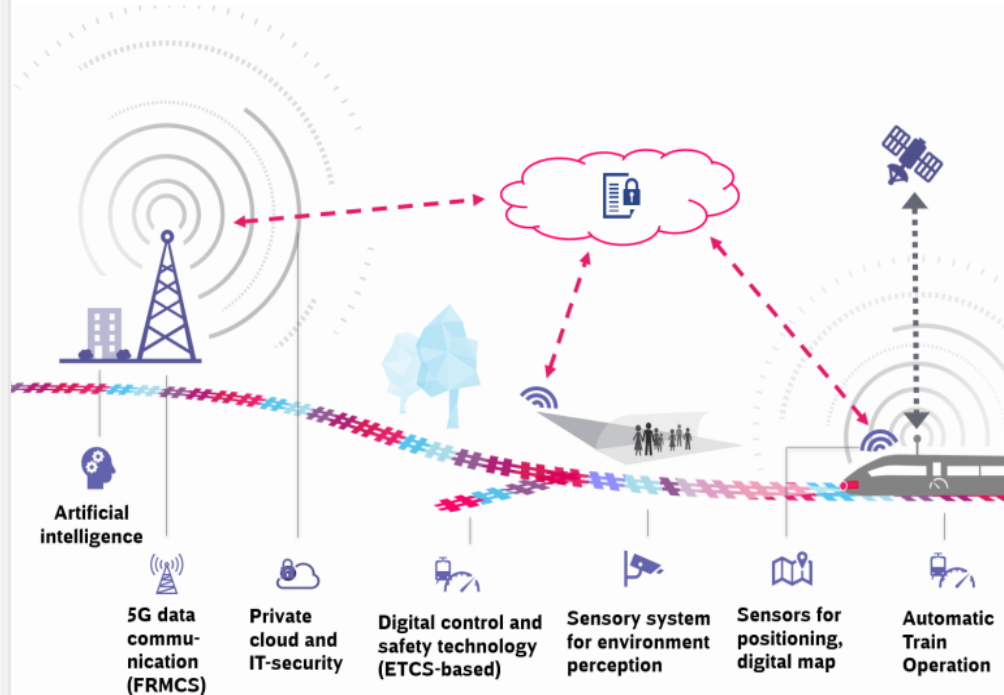 Artificial
intelligence
5G data
commu-
nication
(FRMCS)
Private
cloud and
IT-security
Digital control and
safety technology
(ETCS-based)
Sensory system
for environment
perception
Sensors for
positioning,
digital map
Automatic
Train
Operation